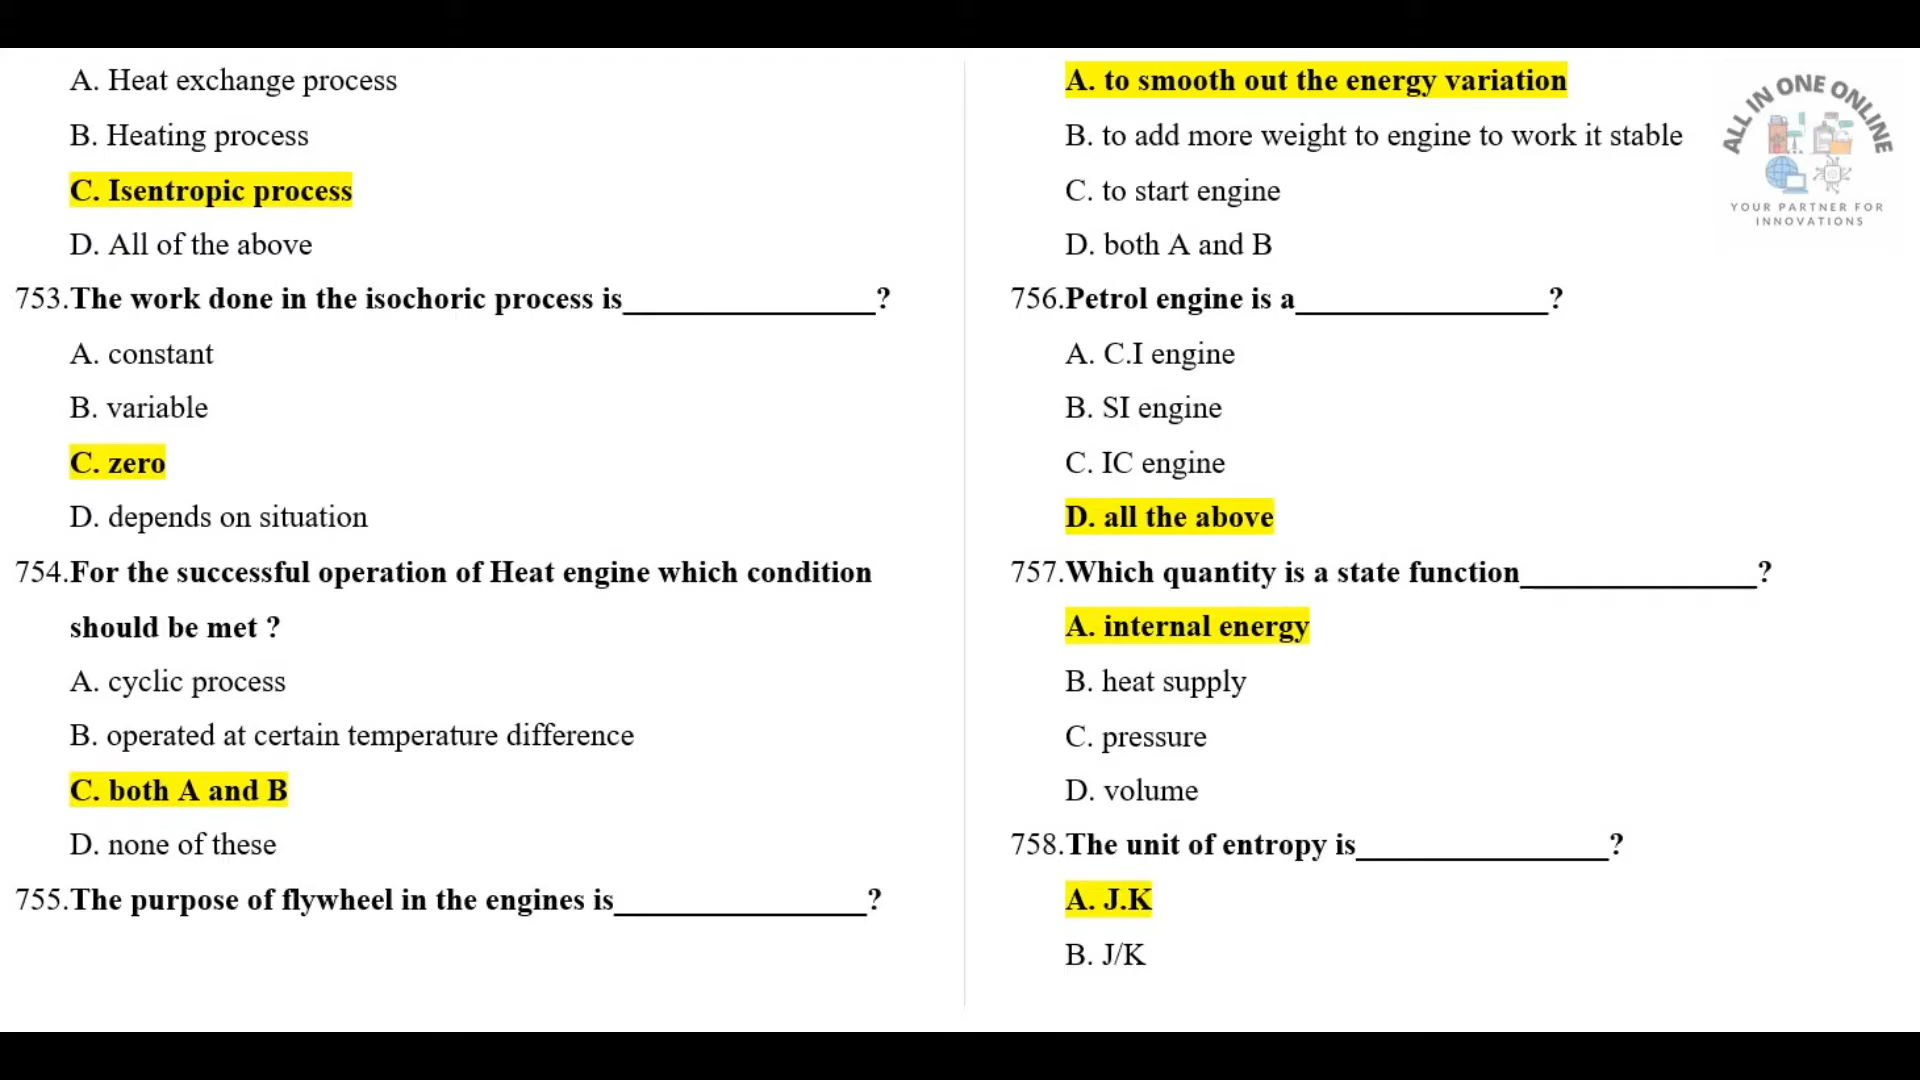 A. Heat exchange process
B. Heating process
C. Isentropic process
D. All of the above
753.The work done in the isochoric process is________________?
A. constant
B. variable
C. zero
D. depends on situation
754.For the successful operation of Heat engine which condition
should be met ?
A. cyclic process
B. operated at certain temperature difference
C. both A and B
D. none of these
755.The purpose of flywheel in the engines is________________?
A. to smooth out the energy variation
B. to add more weight to engine to work it stable
C. to start engine
D. both A and B
756.Petrol engine is a________________?
A. C.I engine
B. SI engine
C. IC engine
D. all the above
757.Which quantity is a state function_______________?
A. internal energy
B. heat supply
C. pressure
D. volume
758.The unit of entropy is________________?
A. J.K
B. J/K
ALL IN ONE ONLINE
YOUR PARTNER FOR
INNOVATIONS